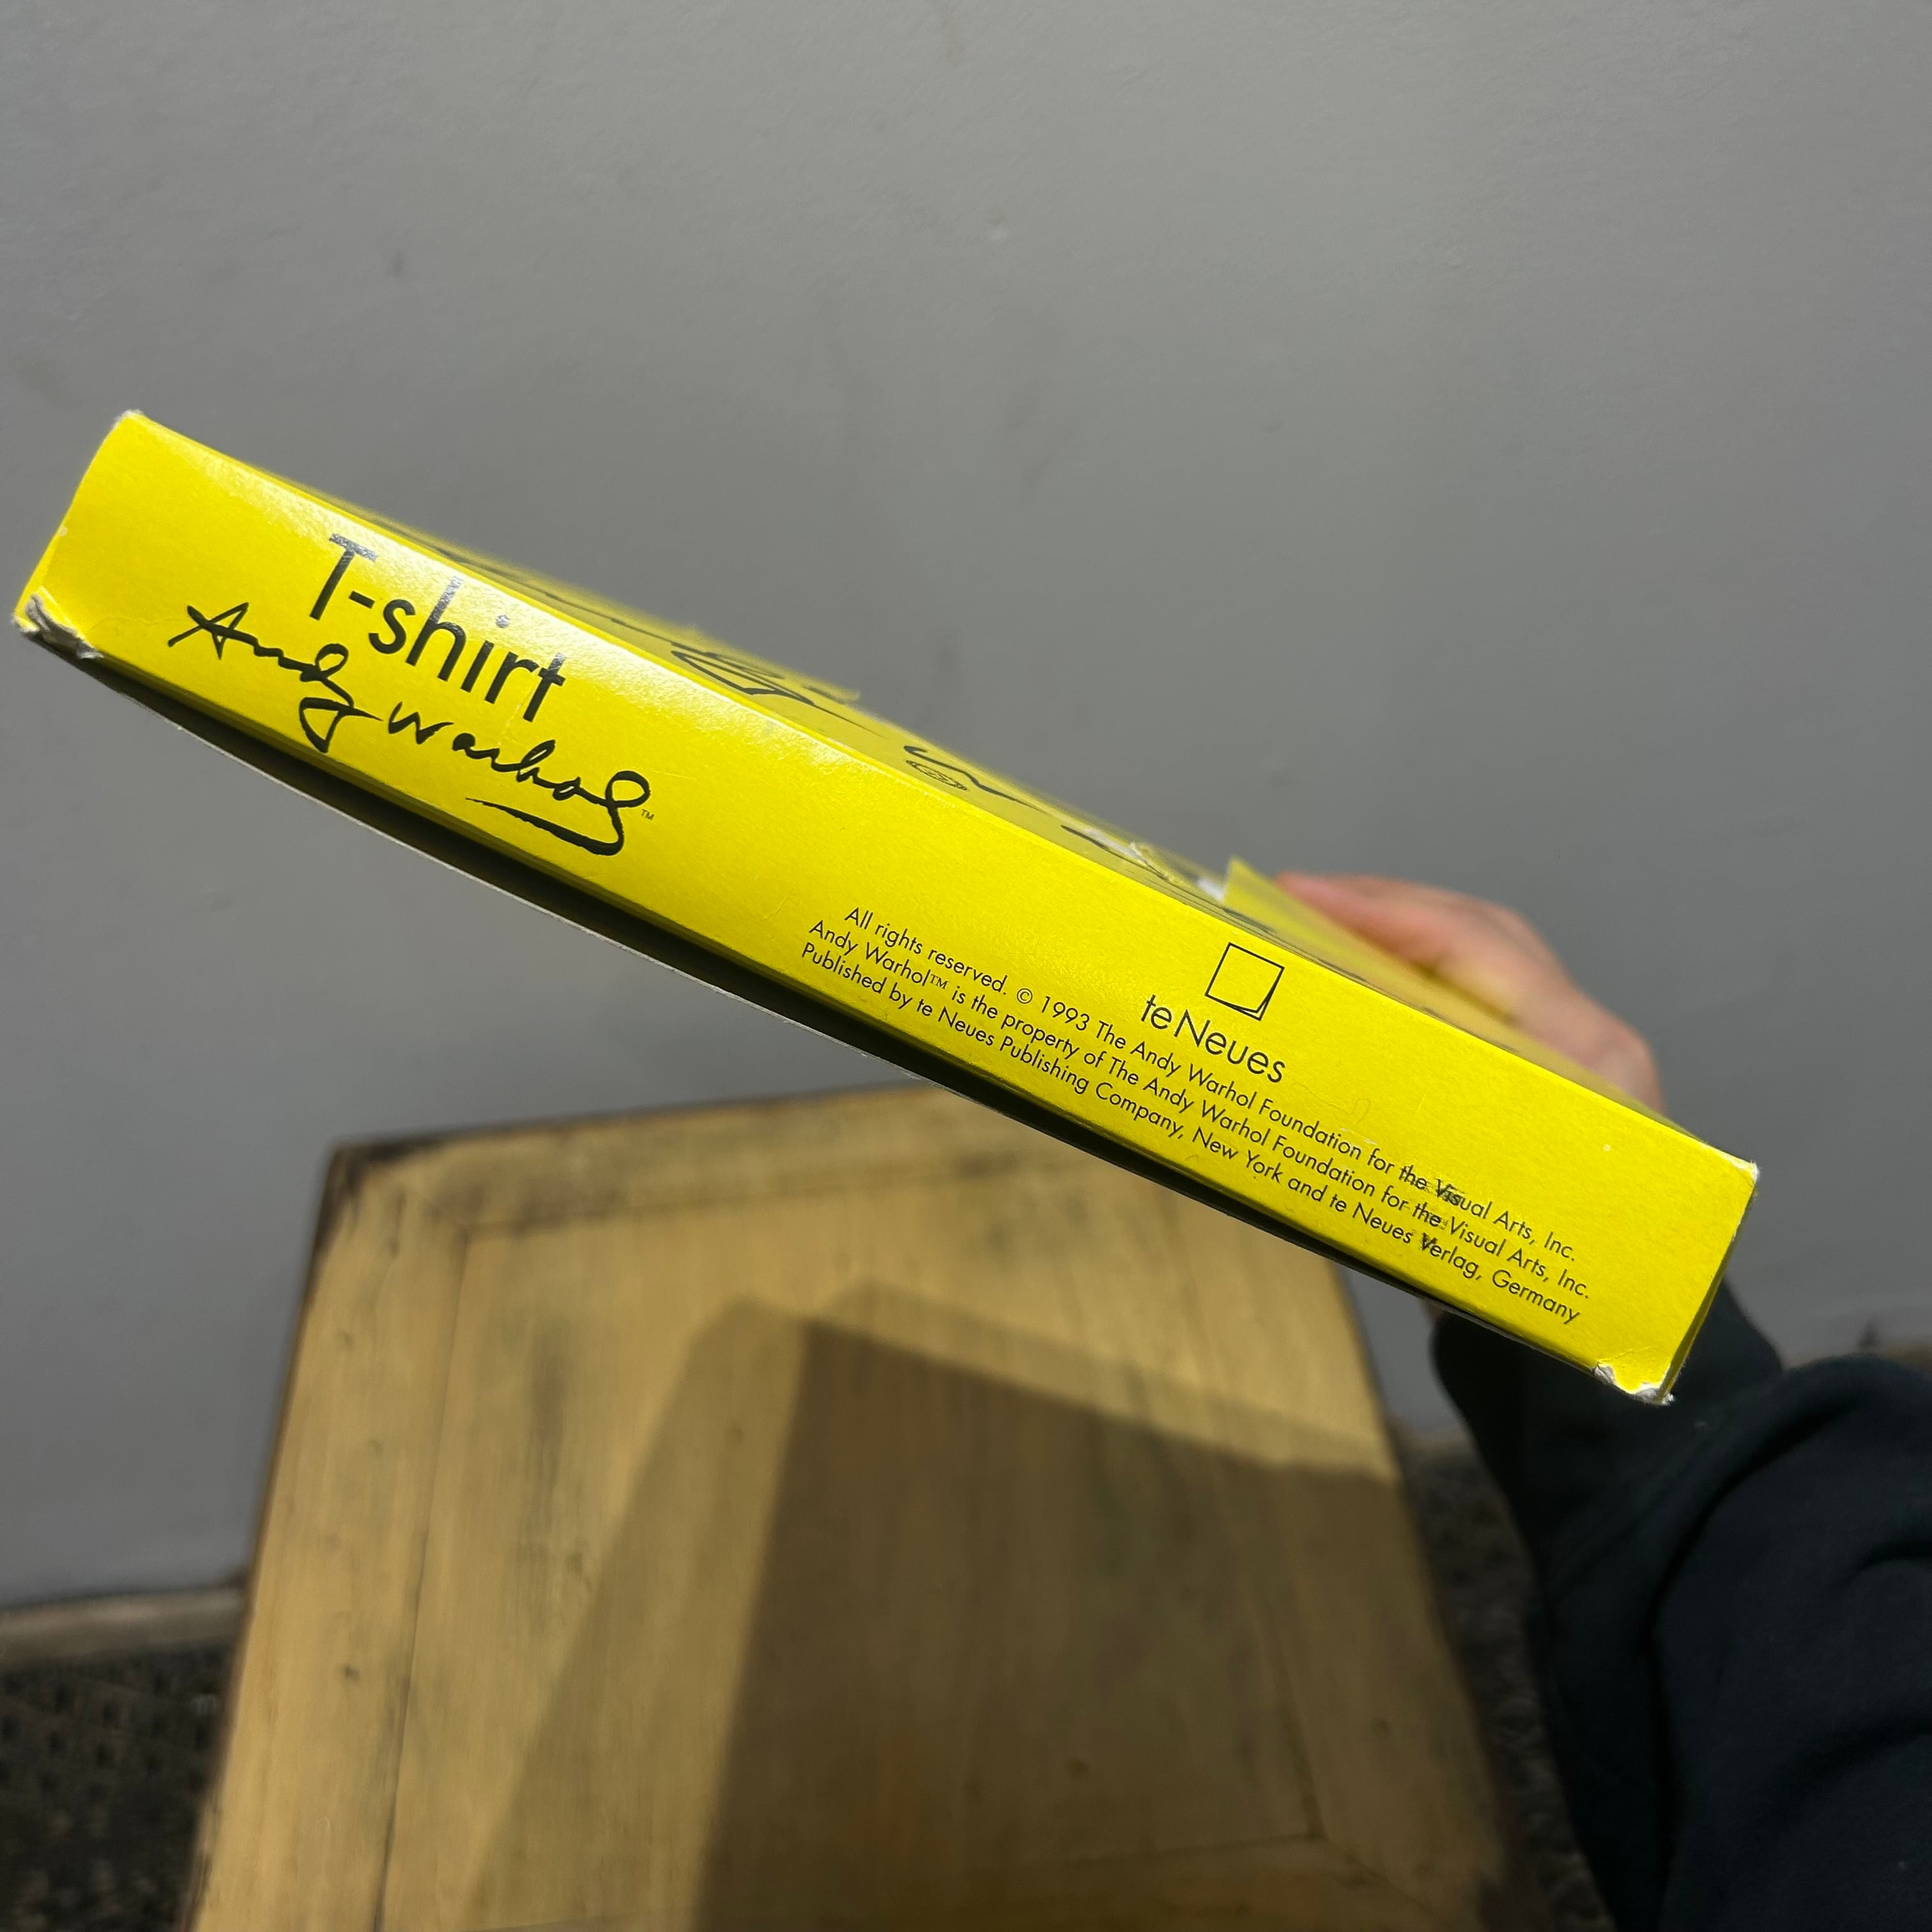 T-shirt
Andy Warhol™
teNeues
All rights reserved. © 1993 The Andy Warhol Foundation for the Visual Arts, Inc.
Andy Warhol™ is the property of The Andy Warhol Foundation for the Visual Arts, Inc.
Published by te Neues Publishing Company, New York and te Neues Verlag, Germany